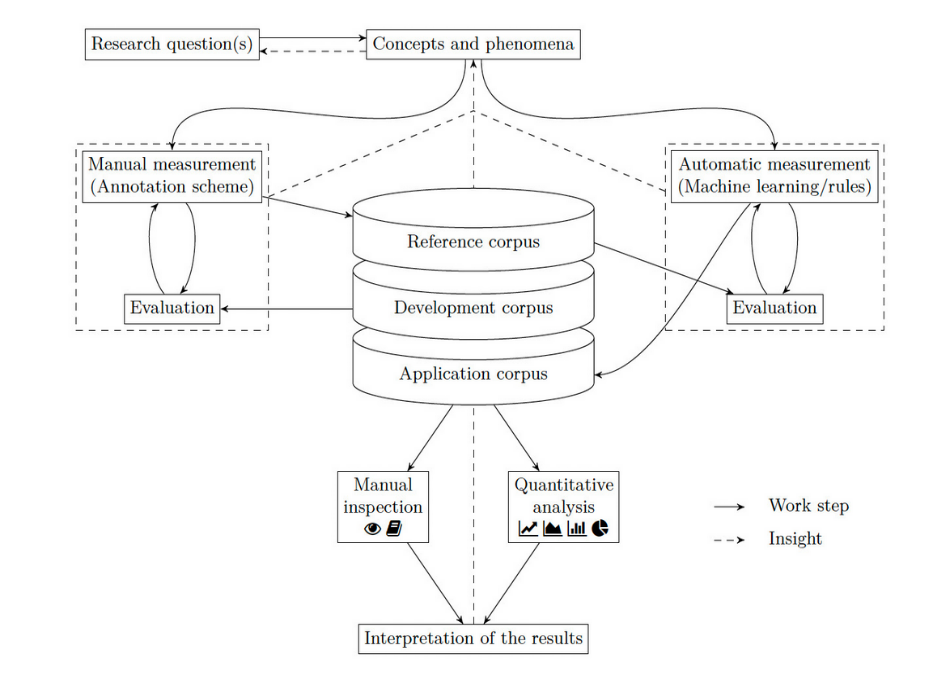 Research question(s)
Concepts and phenomena
Manual measurement
(Annotation scheme)
Automatic measurement
(Machine learning/rules)
Reference corpus
Evaluation
Development corpus
Evaluation
Application corpus
Manual
inspection
Quantitative
analysis
Work step
Insight
Interpretation of the results